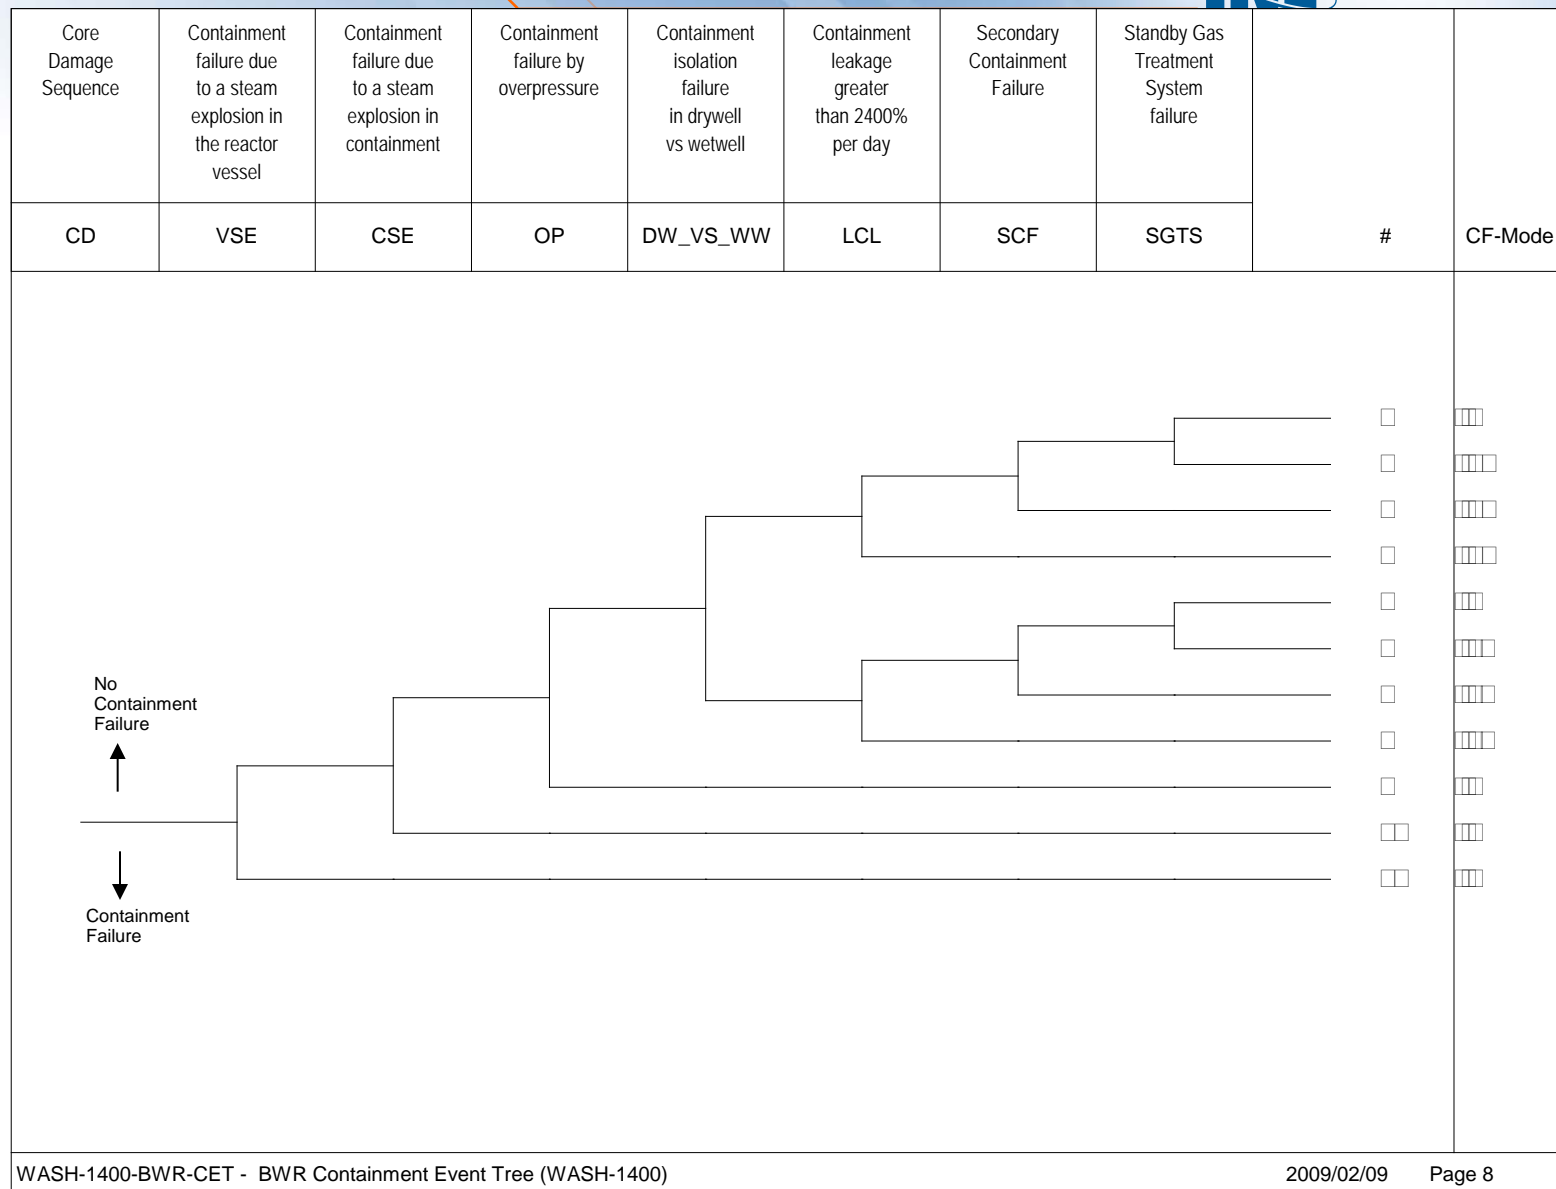 Core
Damage
Sequence
Containment
failure due
to a steam
explosion in
the reactor
vessel
Containment
failure due
to a steam
explosion in
containment
Containment
failure by
overpressure
Containment
isolation
failure
in drywell
vs wetwell
Containment
leakage
greater
than 2400%
per day
Secondary
Containment
Failure
Standby Gas
Treatment
System
failure
CD VSE CSE OP DW_VS_WW LCL SCF SGTS # CF-Mode
No
Containment
Failure
Containment
Failure
WASH-1400-BWR-CET - BWR Containment Event Tree (WASH-1400) 2009/02/09 Page 8